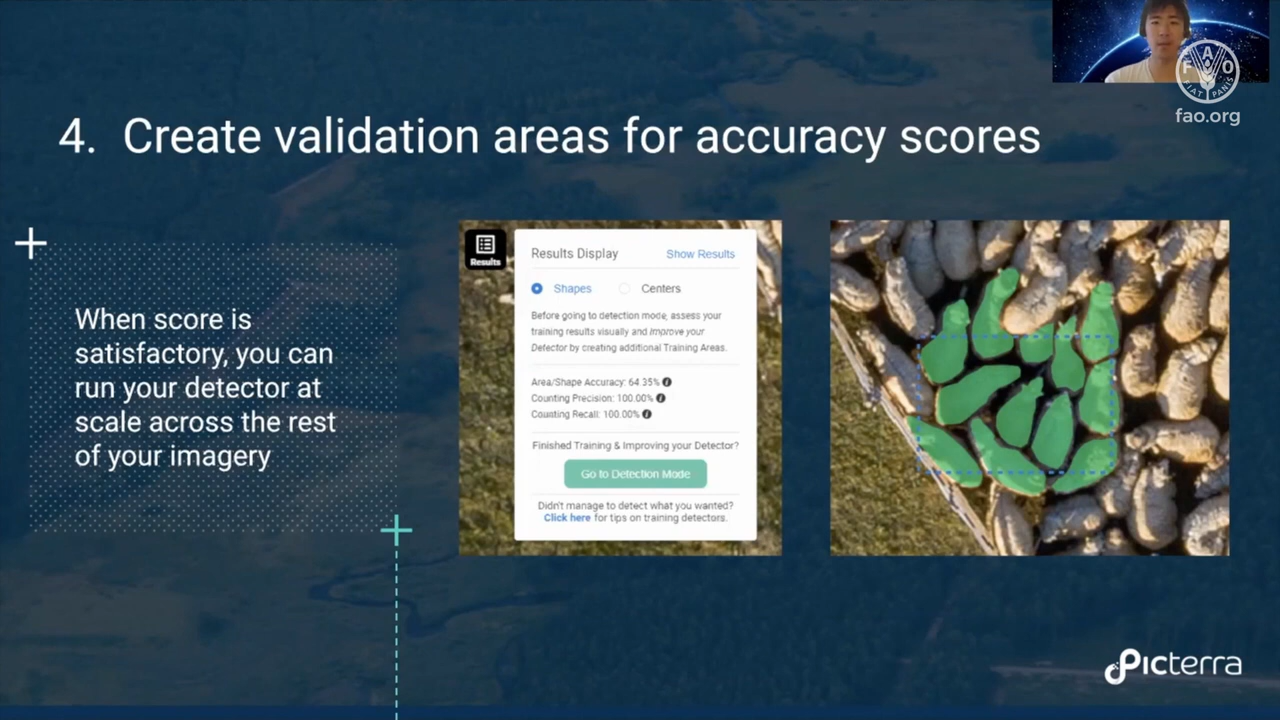 FAO
FIAT PANIS
fao.org
4. Create validation areas for accuracy scores
When score is
satisfactory, you can
run your detector at
scale across the rest
of your imagery
Results
Results Display
Show Results
Shapes
Centers
Before going to detection mode, assess your
training results visually and Improve your
Detector by creating additional Training Areas.
Area/Shape Accuracy: 64.35%
Counting Precision: 100.00%
Counting Recall: 100.00%
Finished Training & Improving your Detector?
Go to Detection Mode
Didn't manage to detect what you wanted?
Click here for tips on training detectors.
Picterra